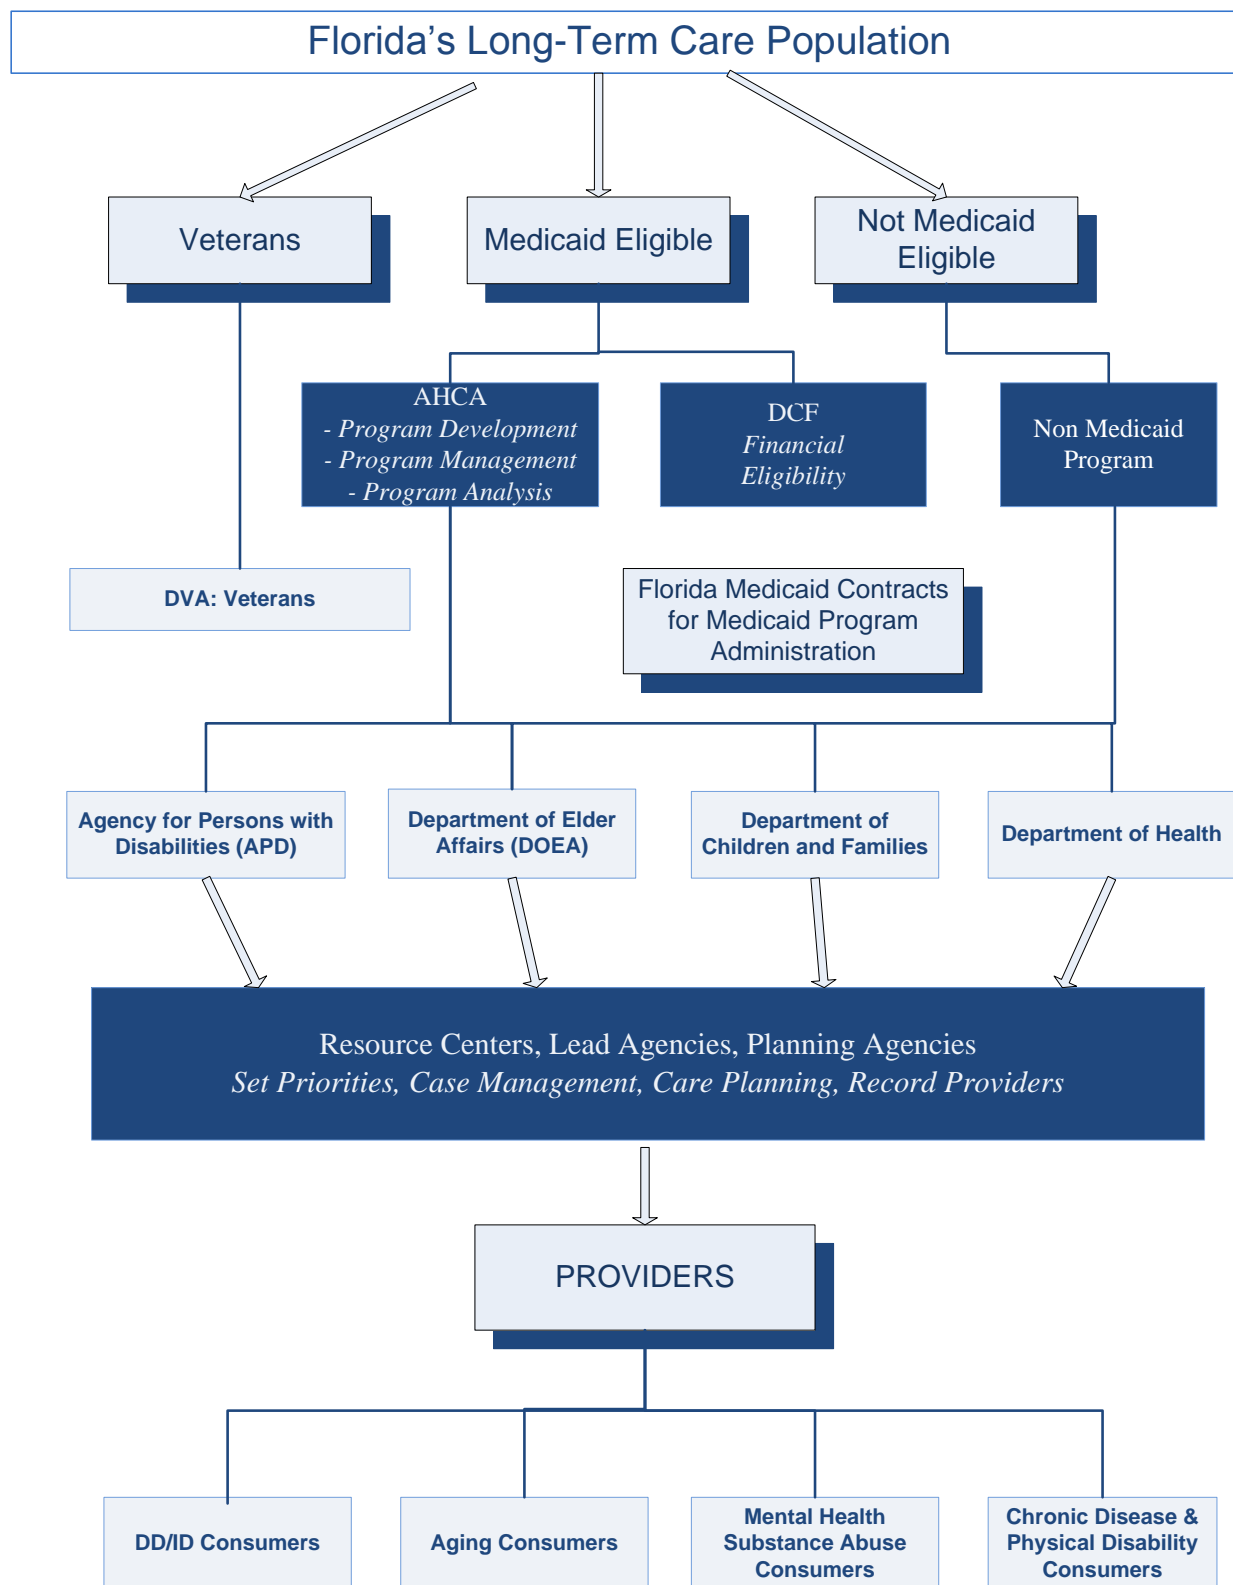 Florida's Long-Term Care Population
Veterans
Medicaid Eligible
Not Medicaid
Eligible
AHCA
- Program Development
- Program Management
- Program Analysis
DCF
Financial
Eligibility
Non Medicaid
Program
DVA: Veterans
Florida Medicaid Contracts
for Medicaid Program
Administration
Agency for Persons with
Disabilities (APD)
Department of Elder
Affairs (DOEA)
Department of
Children and Families
Department of Health
Resource Centers, Lead Agencies, Planning Agencies
Set Priorities, Case Management, Care Planning, Record Providers
PROVIDERS
DD/ID Consumers
Aging Consumers
Mental Health
Substance Abuse
Consumers
Chronic Disease &
Physical Disability
Consumers